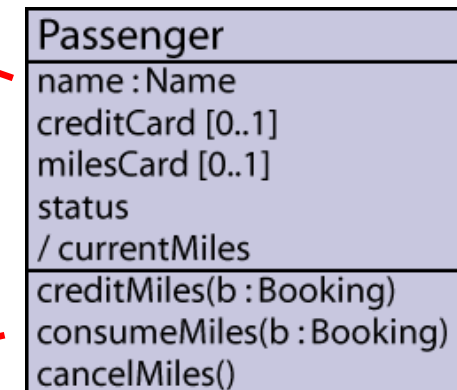 Passenger
name : Name
creditCard [0..1]
milesCard [0..1]
status
/ currentMiles
creditMiles(b : Booking)
consumeMiles(b : Booking)
cancelMiles()